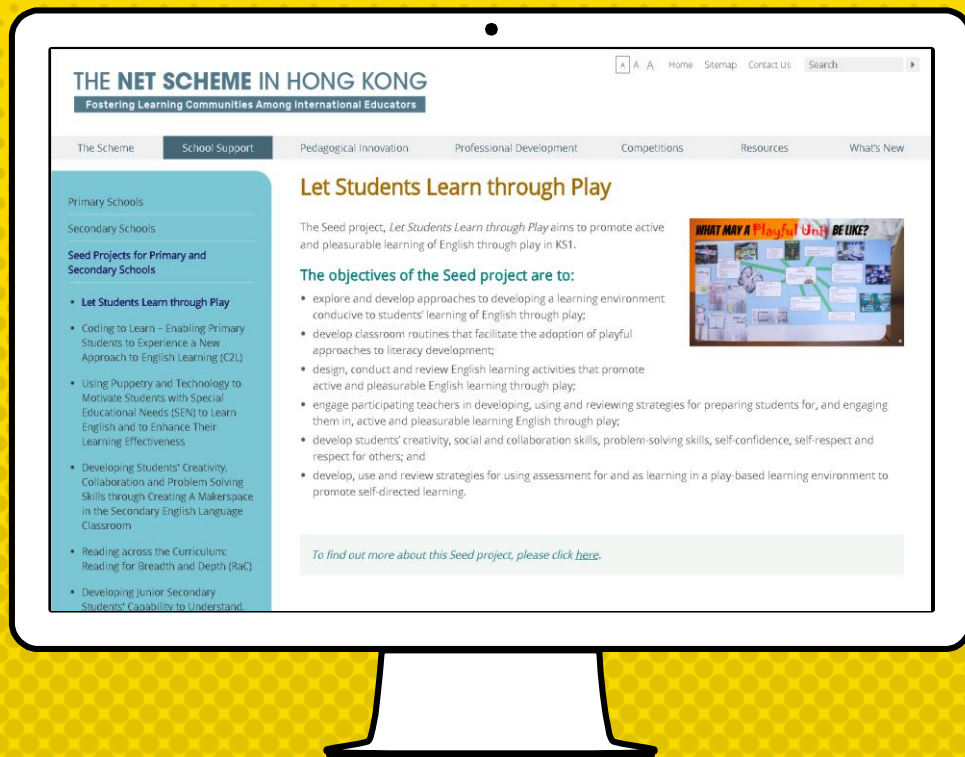 A A A Home Sitemap Contact Us Search
THE NET SCHEME IN HONG KONG
Fostering Learning Communities Among International Educators
The Scheme School Support Pedagogical Innovation Professional Development Competitions Resources What's New
Primary Schools
Secondary Schools
Seed Projects for Primary and
Secondary Schools
• Let Students Learn through Play
• Coding to Learn – Enabling Primary
Students to Experience a New
Approach to English Learning (C2L)
• Using Puppetry and Technology to
Motivate Students with Special
Educational Needs (SEN) to Learn
English and to Enhance Their
Learning Effectiveness
• Developing Students' Creativity,
Collaboration and Problem Solving
Skills through Creating A Makerspace
in the Secondary English Language
Classroom
• Reading across the Curriculum:
Reading for Breadth and Depth (RaC)
• Developing Junior Secondary
Students' Capability to Understand,
Let Students Learn through Play
The Seed project, Let Students Learn through Play aims to promote active
and pleasurable learning of English through play in KS1.
WHAT MAY A Playful Unit BE LIKE?
The objectives of the Seed project are to:
• explore and develop approaches to developing a learning environment
conducive to students' learning of English through play;
• develop classroom routines that facilitate the adoption of playful
approaches to literacy development;
• design, conduct and review English learning activities that promote
active and pleasurable English learning through play;
• engage participating teachers in developing, using and reviewing strategies for preparing students for, and engaging
them in, active and pleasurable learning English through play;
• develop students' creativity, social and collaboration skills, problem-solving skills, self-confidence, self-respect and
respect for others; and
• develop, use and review strategies for using assessment for and as learning in a play-based learning environment to
promote self-directed learning.
To find out more about this Seed project, please click here.